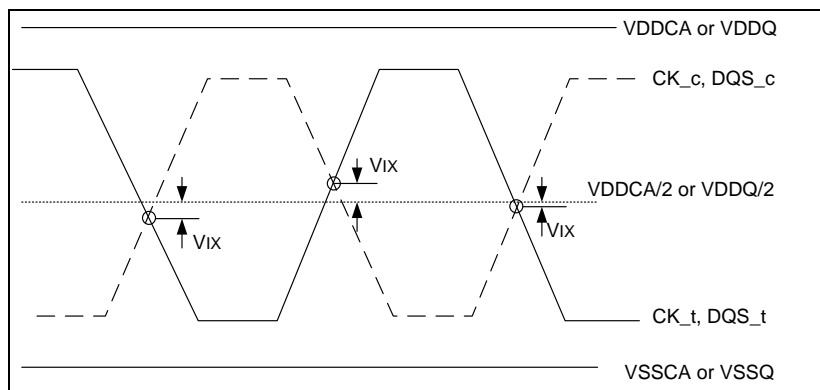 VDDCA or VDDQ
CK_c, DQS_c
VIX
VDDCA/2 or VDDQ/2
VIX
VIX
CK_t, DQS_t
VSSCA or VSSQ